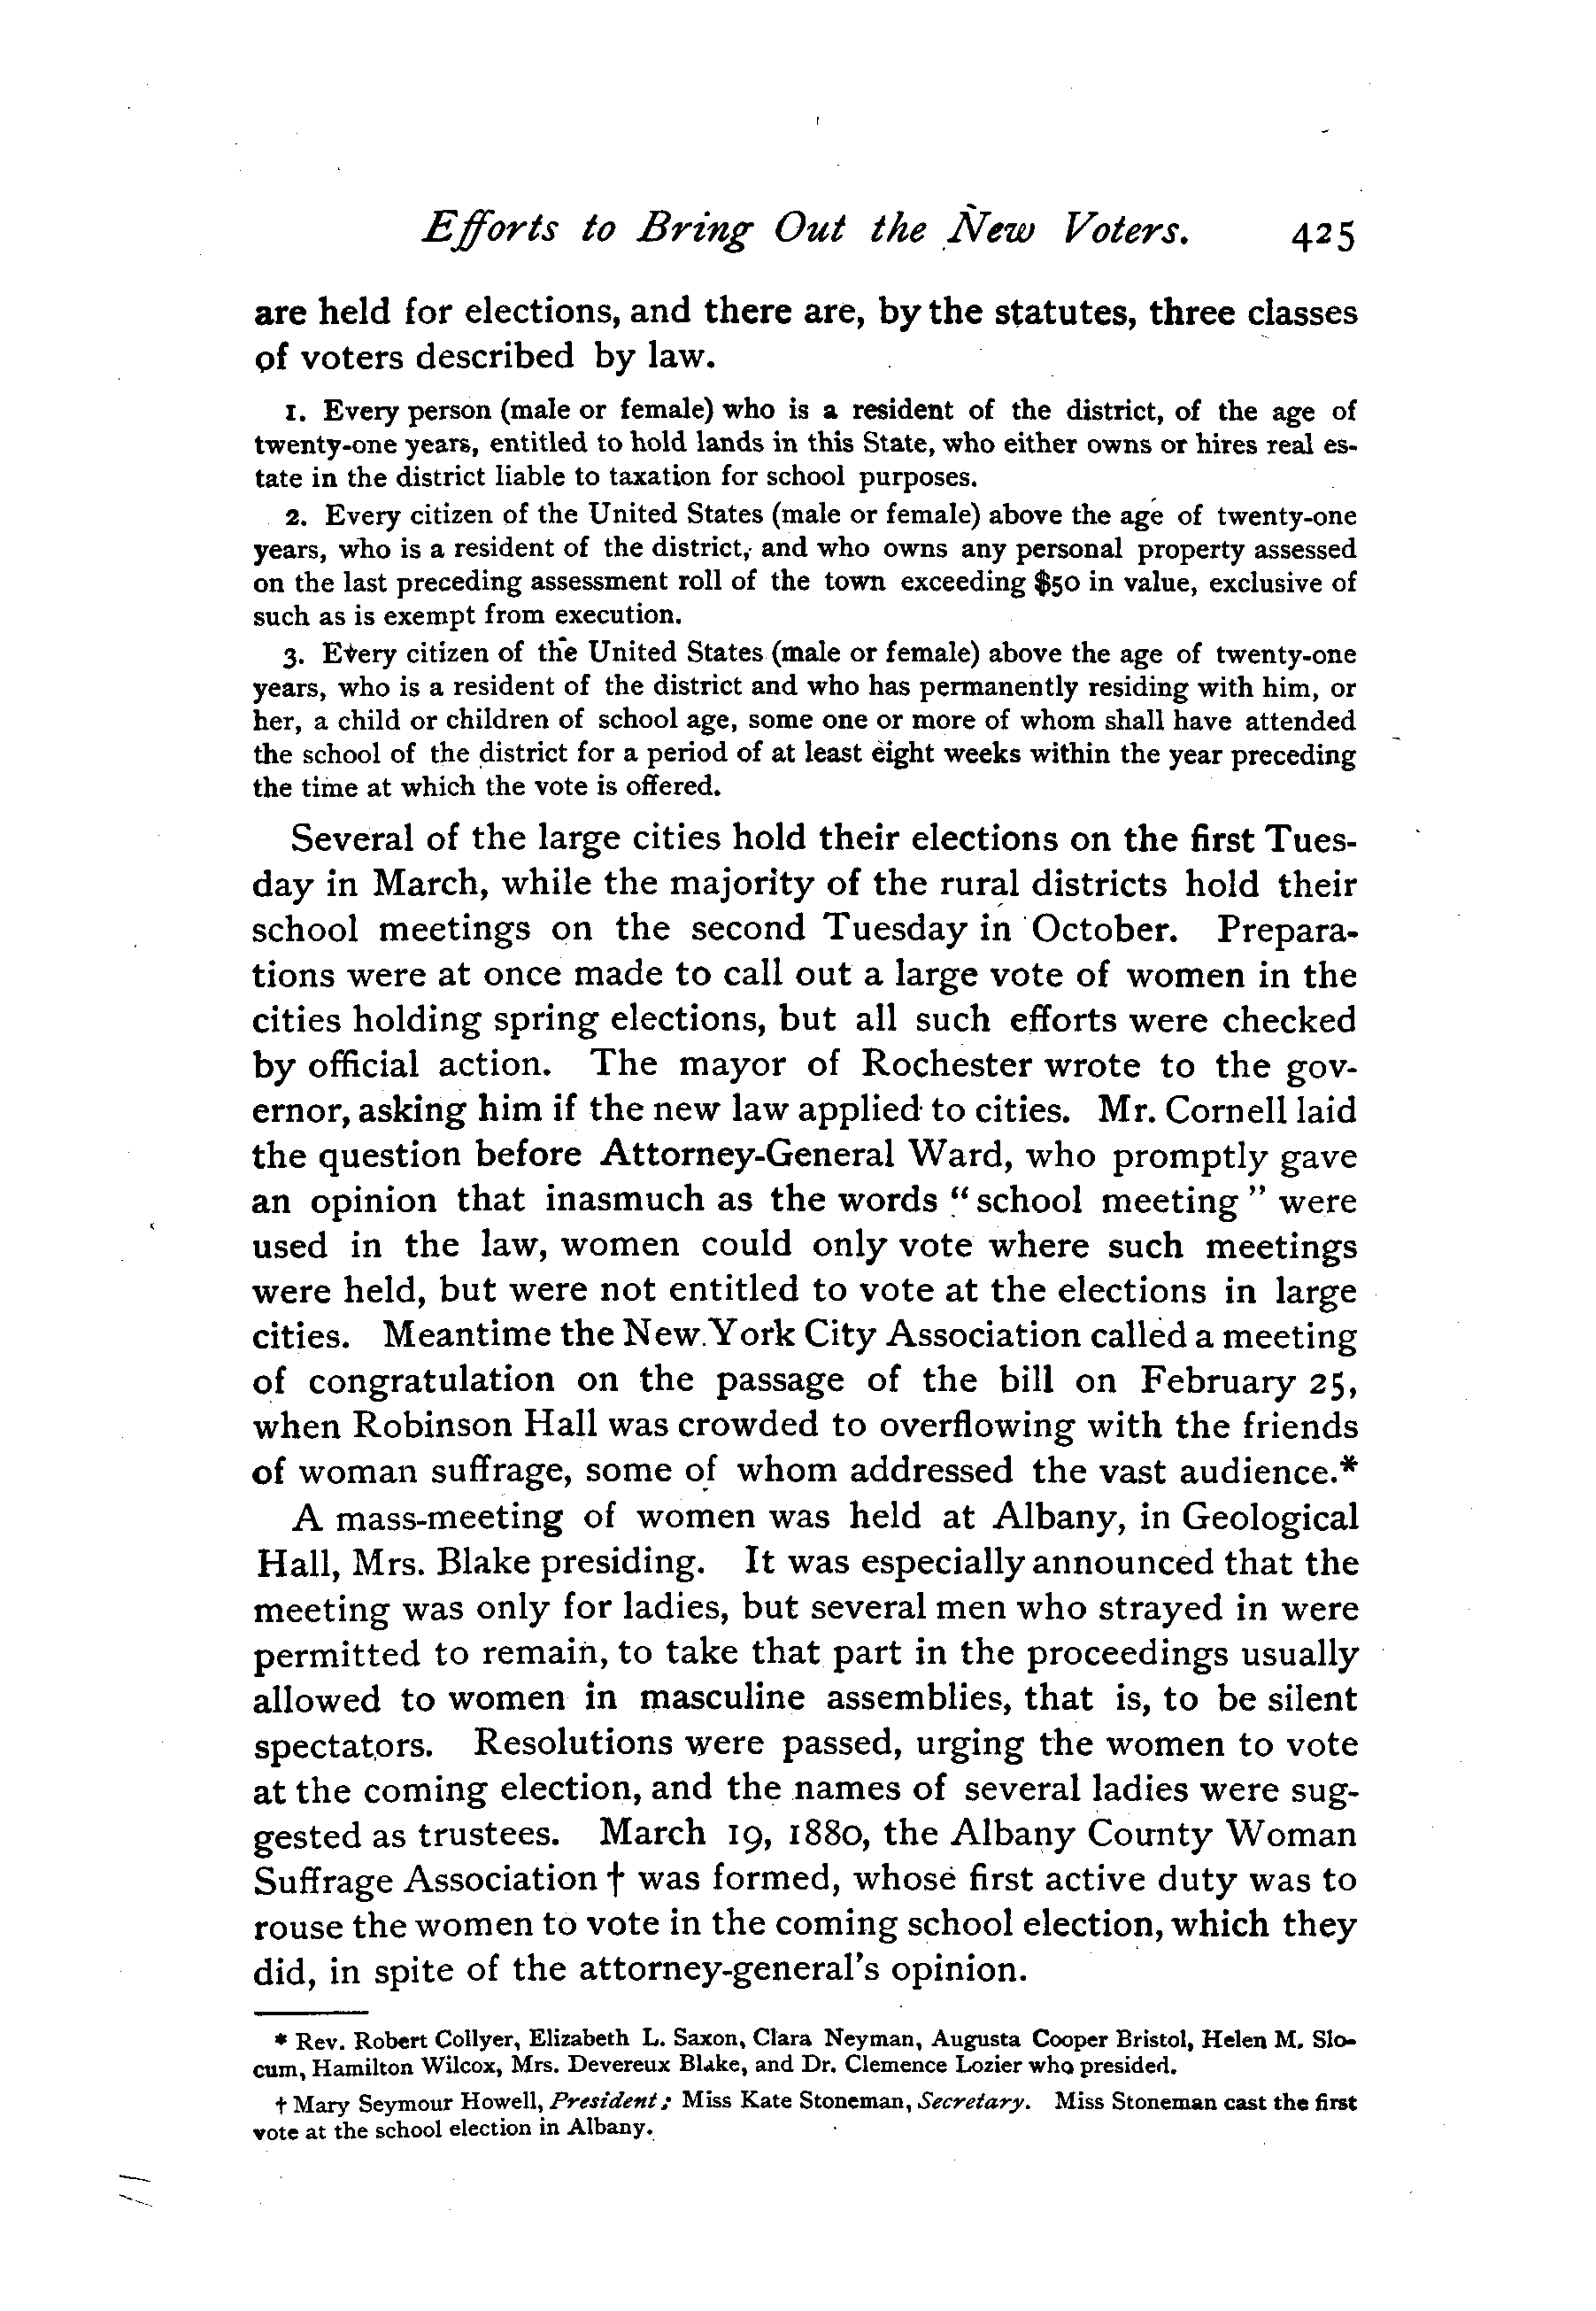 Efforts to Bring Out the New Voters. 425
are held for elections, and there are, by the statutes, three classes
of voters described by law.
1. Every person (male or female) who is a resident of the district, of the age of
twenty-one years, entitled to hold lands in this State, who either owns or hires real es-
tate in the district liable to taxation for school purposes.
2. Every citizen of the United States (male or female) above the age of twenty-one
years, who is a resident of the district, and who owns any personal property assessed
on the last preceding assessment roll of the town exceeding $50 in value, exclusive of
such as is exempt from execution.
3. Every citizen of the United States (male or female) above the age of twenty-one
years, who is a resident of the district and who has permanently residing with him, or
her, a child or children of school age, some one or more of whom shall have attended
the school of the district for a period of at least eight weeks within the year preceding
the time at which the vote is offered.
Several of the large cities hold their elections on the first Tues-
day in March, while the majority of the rural districts hold their
school meetings on the second Tuesday in October. Prepara-
tions were at once made to call out a large vote of women in the
cities holding spring elections, but all such efforts were checked
by official action. The mayor of Rochester wrote to the gov-
ernor, asking him if the new law applied to cities. Mr. Cornell laid
the question before Attorney-General Ward, who promptly gave
an opinion that inasmuch as the words "school meeting" were
used in the law, women could only vote where such meetings
were held, but were not entitled to vote at the elections in large
cities. Meantime the New York City Association called a meeting
of congratulation on the passage of the bill on February 25,
when Robinson Hall was crowded to overflowing with the friends
of woman suffrage, some of whom addressed the vast audience.*
A mass-meeting of women was held at Albany, in Geological
Hall, Mrs. Blake presiding. It was especially announced that the
meeting was only for ladies, but several men who strayed in were
permitted to remain, to take that part in the proceedings usually
allowed to women in masculine assemblies, that is, to be silent
spectators. Resolutions were passed, urging the women to vote
at the coming election, and the names of several ladies were sug-
gested as trustees. March 19, 1880, the Albany County Woman
Suffrage Association † was formed, whose first active duty was to
rouse the women to vote in the coming school election, which they
did, in spite of the attorney-general's opinion.
* Rev. Robert Collyer, Elizabeth L. Saxon, Clara Neyman, Augusta Cooper Bristol, Helen M. Slo-
cum, Hamilton Wilcox, Mrs. Devereux Blake, and Dr. Clemence Lozier who presided.
† Mary Seymour Howell, President; Miss Kate Stoneman, Secretary. Miss Stoneman cast the first
vote at the school election in Albany.